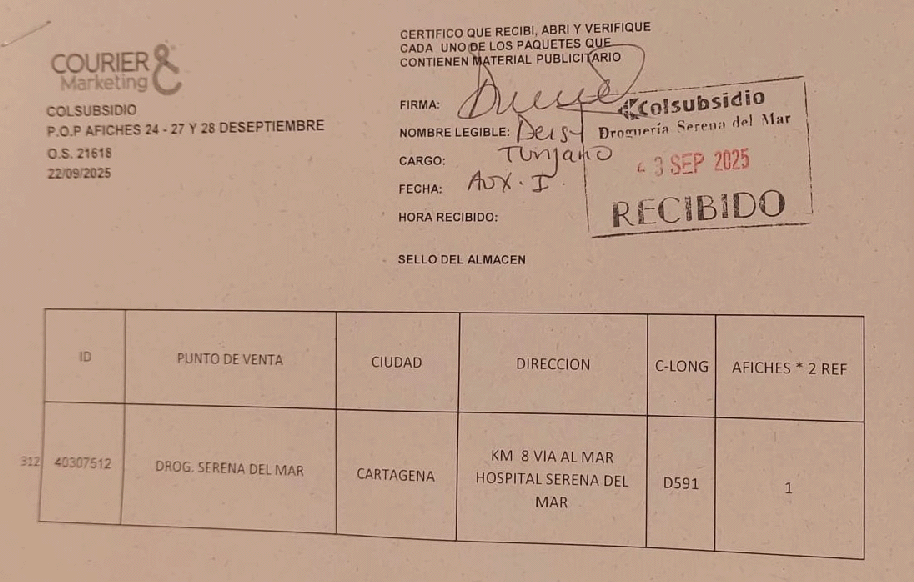 COURIER &
Marketing
COLSUBSIDIO
P.O.P AFICHES 24 - 27 Y 28 DESEPTIEMBRE
O.S. 21618
22/09/2025
CERTIFICO QUE RECIBI, ABRI Y VERIFIQUE
CADA UNO DE LOS PAQUETES QUE
CONTIENEN MATERIAL PUBLICITARIO
FIRMA:
NOMBRE LEGIBLE: Deisy
Tunjano
CARGO:
FECHA: Aux. I
HORA RECIBIDO:
SELLO DEL ALMACEN
Colsubsidio
Droguería Serena del Mar
3 SEP 2025
RECIBIDO
ID PUNTO DE VENTA CIUDAD DIRECCION C-LONG AFICHES * 2 REF
312 40307512 DROG. SERENA DEL MAR CARTAGENA KM 8 VIA AL MAR
HOSPITAL SERENA DEL
MAR D591 1